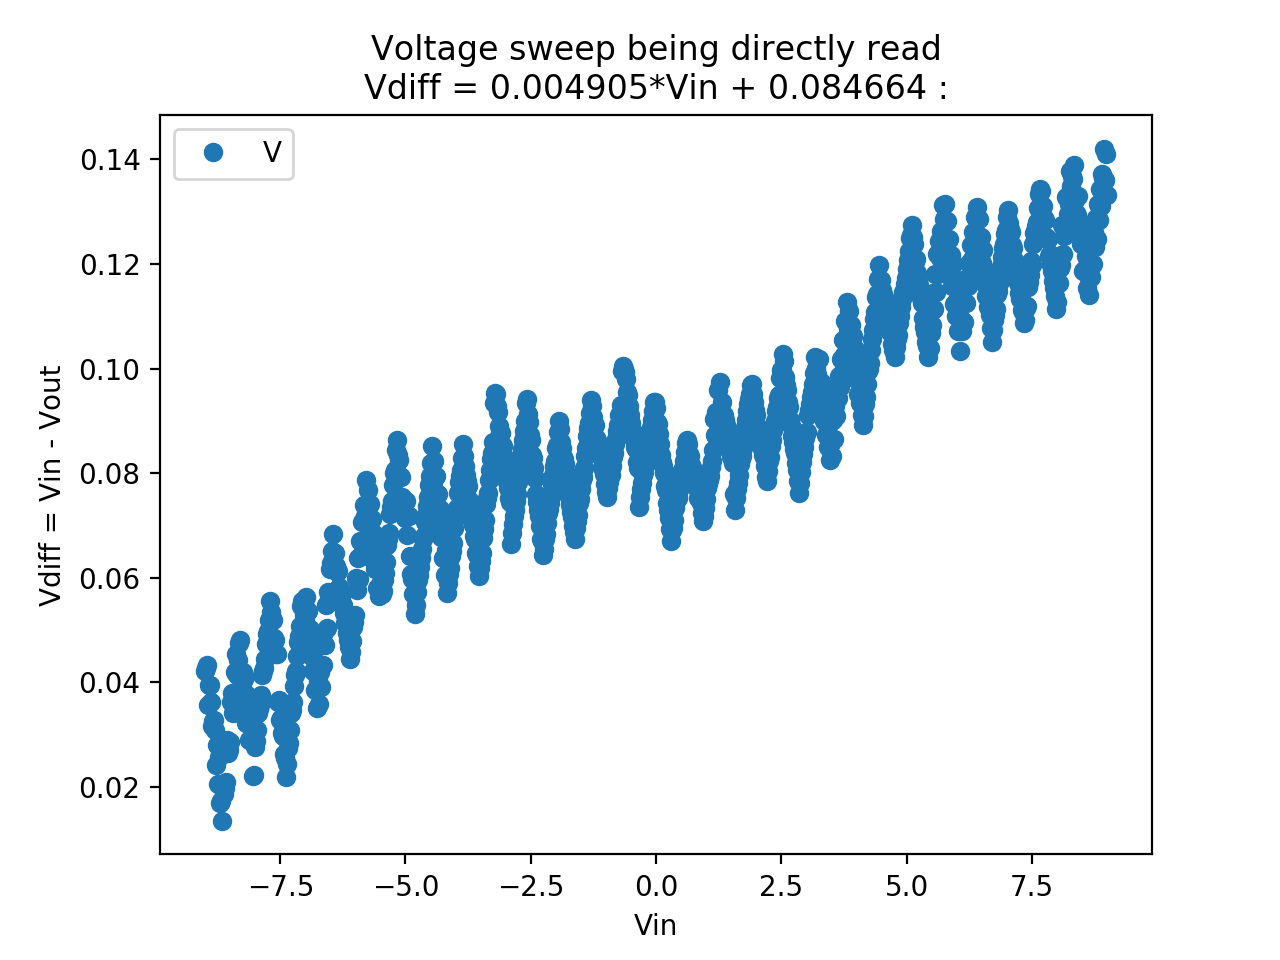 Voltage sweep being directly read
Vdiff = 0.004905*Vin + 0.084664 :
V
0.14
0.12
0.10
0.08
0.06
0.04
0.02
Vdiff = Vin - Vout
−7.5
−5.0
−2.5
0.0
2.5
5.0
7.5
Vin